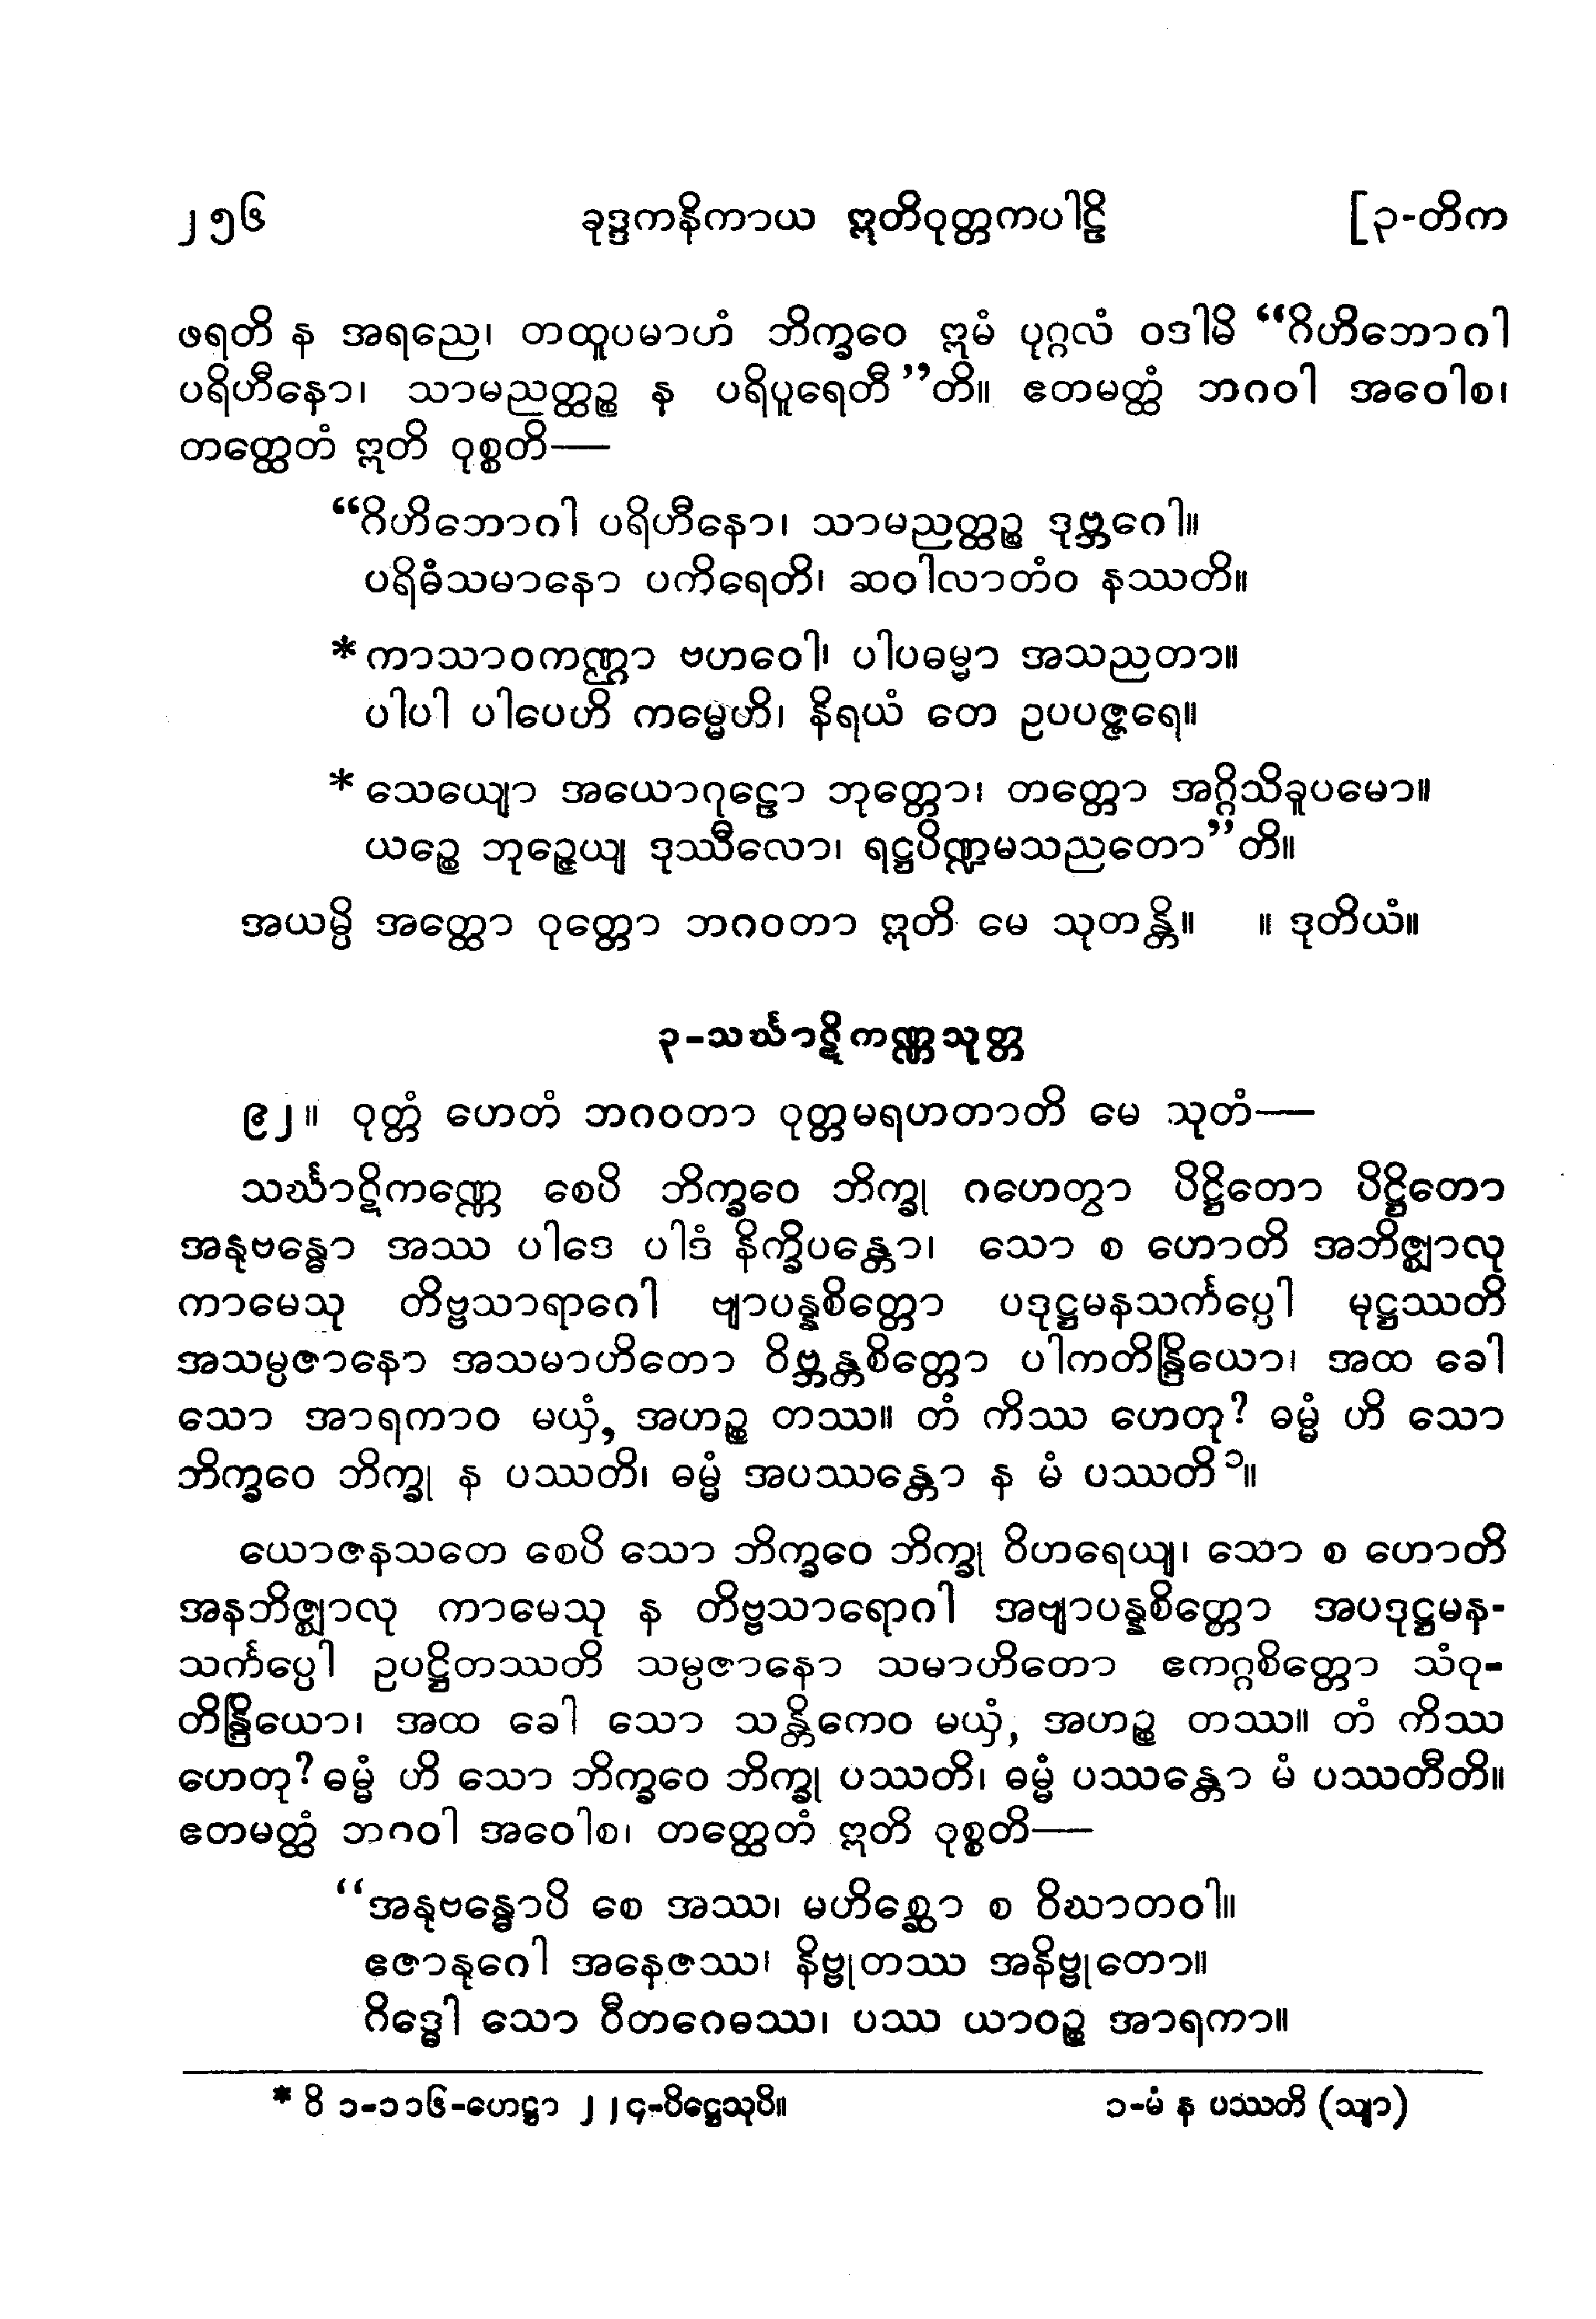 ၂၅၆ ခုဒ္ဒကနိကာယ ဣတိဝုတ္တကပါဠိ [၃-တိက
ဖရတိ န အရညေ၊ တထူပမာဟံ ဘိက္ခဝေ ဣမံ ပုဂ္ဂလံ ဝဒါမိ “ဂိဟိဘောဂါ
ပရိဟီနော၊ သာမညတ္ထဉ္စ န ပရိပူရေတီ”တိ။ ဧတမတ္ထံ ဘဂဝါ အဝေါစ၊
တတ္ထေတံ ဣတိ ဝုစ္စတိ—
“ဂိဟိဘောဂါ ပရိဟီနော၊ သာမညတ္ထဉ္စ ဒုဗ္ဘဂေါ။
ပရိဓံသမာနော ပကိရေတိ၊ ဆဝါလာတံဝ နဿတိ။
* ကာသာဝကဏ္ဌာ ဗဟဝေါ၊ ပါပဓမ္မာ အသညတာ။
ပါပါ ပါပေဟိ ကမ္မေဟိ၊ နိရယံ တေ ဥပပဇ္ဇရေ။
* သေယျော အယောဂုဠော ဘုတ္တော၊ တတ္တော အဂ္ဂိသိခူပမော။
ယဉ္စေ ဘုဉ္ဇေယျ ဒုဿီလော၊ ရဋ္ဌပိဏ္ဍမသညတော”တိ။
အယမ္ပိ အတ္ထော ဝုတ္တော ဘဂဝတာ ဣတိ မေ သုတန္တိ။ ။ ဒုတိယံ။
၃-သင်္ဃာဋိကဏ္ဏသုတ္တ
၉၂။ ဝုတ္တံ ဟေတံ ဘဂဝတာ ဝုတ္တမရဟတာတိ မေ သုတံ—
သင်္ဃာဋိကဏ္ဏေ စေပိ ဘိက္ခဝေ ဘိက္ခု ဂဟေတွာ ပိဋ္ဌိတော ပိဋ္ဌိတော
အနုဗန္ဓော အဿ ပါဒေ ပါဒံ နိက္ခိပန္တော၊ သော စ ဟောတိ အဘိဇ္ဈာလု
ကာမေသု တိဗ္ဗသာရာဂေါ ဗျာပန္နစိတ္တော ပဒုဋ္ဌမနသင်္ကပ္ပေါ မုဋ္ဌဿတိ
အသမ္ပဇာနော အသမာဟိတော ဝိဗ္ဘန္တစိတ္တော ပါကတိန္ဒြိယော၊ အထ ခေါ
သော အာရကာဝ မယှံ, အဟဉ္စ တဿ။ တံ ကိဿ ဟေတု? ဓမ္မံ ဟိ သော
ဘိက္ခဝေ ဘိက္ခု န ပဿတိ၊ ဓမ္မံ အပဿန္တော န မံ ပဿတိ၁။
ယောဇနသတေ စေပိ သော ဘိက္ခဝေ ဘိက္ခု ဝိဟရေယျ၊ သော စ ဟောတိ
အနဘိဇ္ဈာလု ကာမေသု န တိဗ္ဗသာရောဂါ အဗျာပန္နစိတ္တော အပဒုဋ္ဌမန-
သင်္ကပ္ပေါ ဥပဋ္ဌိတဿတိ သမ္ပဇာနော သမာဟိတော ဧကဂ္ဂစိတ္တော သံဝု-
တိန္ဒြိယော၊ အထ ခေါ သော သန္တိကေဝ မယှံ, အဟဉ္စ တဿ။ တံ ကိဿ
ဟေတု? ဓမ္မံ ဟိ သော ဘိက္ခဝေ ဘိက္ခု ပဿတိ၊ ဓမ္မံ ပဿန္တော မံ ပဿတီတိ။
ဧတမတ္ထံ ဘဂဝါ အဝေါစ၊ တတ္ထေတံ ဣတိ ဝုစ္စတိ—
“အနုဗန္ဓောပိ စေ အဿ၊ မဟိစ္ဆော စ ဝိဃာတဝါ။
ဧဇာနုဂေါ အနေဇဿ၊ နိဗ္ဗုတဿ အနိဗ္ဗုတော။
ဂိဒ္ဓေါ သော ဝီတဂေဓဿ၊ ပဿ ယာဝဉ္စ အာရကာ။
* ဝိ ၁-၁၁၆-ဟေဋ္ဌာ ၂၂၄-ပိဋ္ဌေသုပိ။ ၁-မံ န ပဿတိ (သျာ)